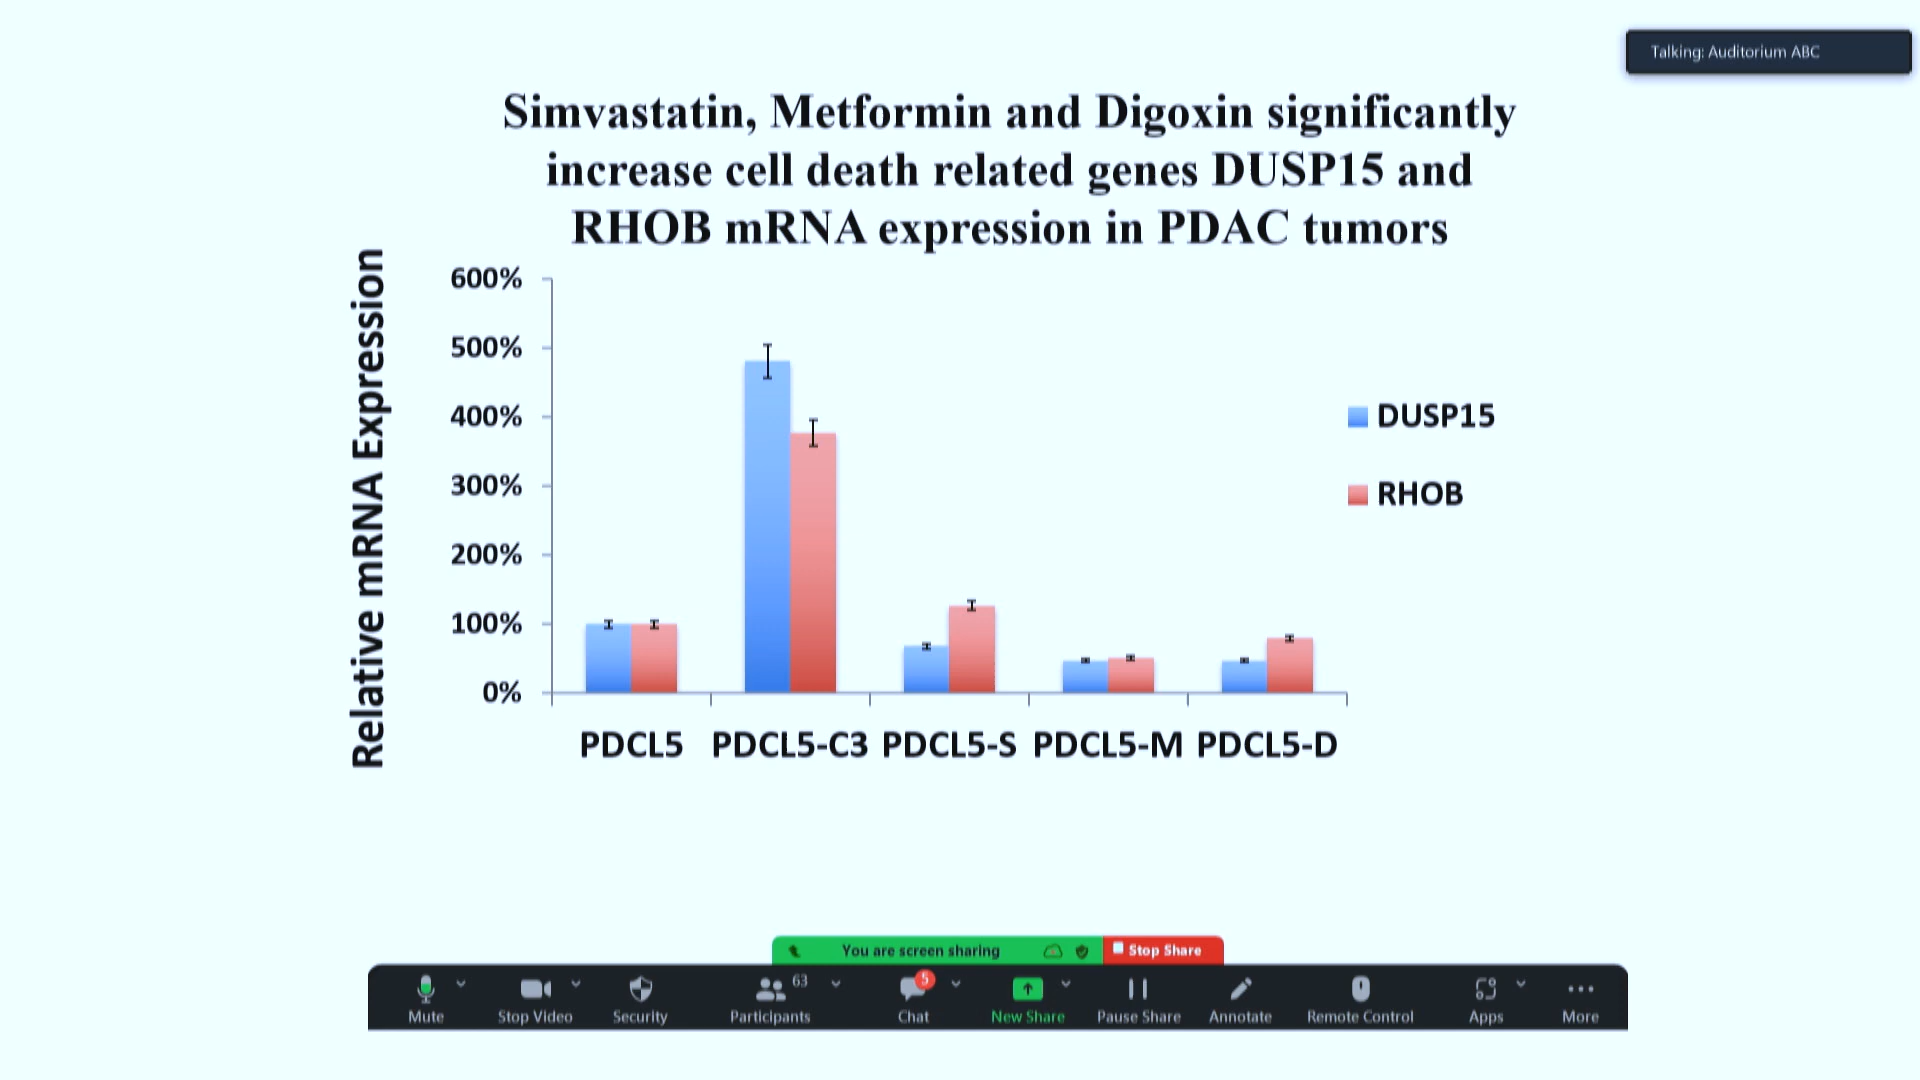 Talking: Auditorium ABC
Simvastatin, Metformin and Digoxin significantly
increase cell death related genes DUSP15 and
RHOB mRNA expression in PDAC tumors
Relative mRNA Expression
600%
500%
400%
300%
200%
100%
0%
DUSP15
RHOB
PDCL5 PDCL5-C3 PDCL5-S PDCL5-M PDCL5-D
You are screen sharing Stop Share
63 5
Mute Stop Video Security Participants Chat New Share Pause Share Annotate Remote Control Apps More